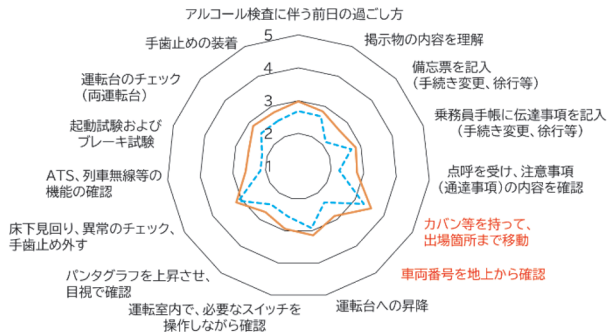 アルコール検査に伴う前日の過ごし方
掲示物の内容を理解
備忘票を記入
（手続き変更、徐行等）
乗務員手帳に伝達事項を記入
（手続き変更、徐行等）
点呼を受け、注意事項
（通達事項）の内容を確認
カバン等を持って、
出場箇所まで移動
車両番号を地上から確認
運転台への昇降
運転室内で、必要なスイッチを
操作しながら確認
パンタグラフを上昇させ、
目視で確認
床下見回り、異常のチェック、
手歯止め外す
ATS、列車無線等の
機能の確認
起動試験および
ブレーキ試験
運転台のチェック
（両運転台）
手歯止めの装着
5
4
3
2
1